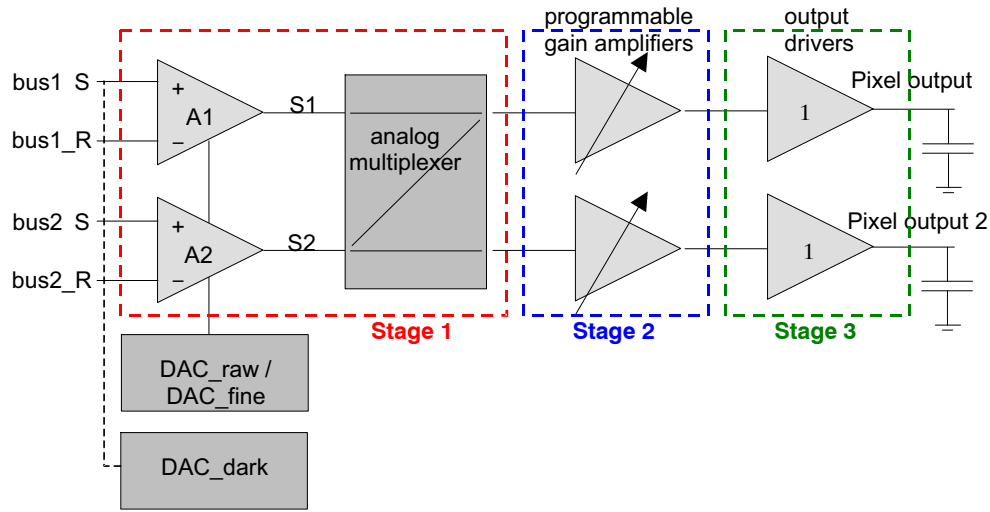 programmable
gain amplifiers
output
drivers
bus1 S
+
A1
−
S1
analog
multiplexer
1
Pixel output
bus1_R
bus2 S
+
A2
−
S2
1
Pixel output 2
bus2_R
Stage 1
Stage 2
Stage 3
DAC_raw /
DAC_fine
DAC_dark